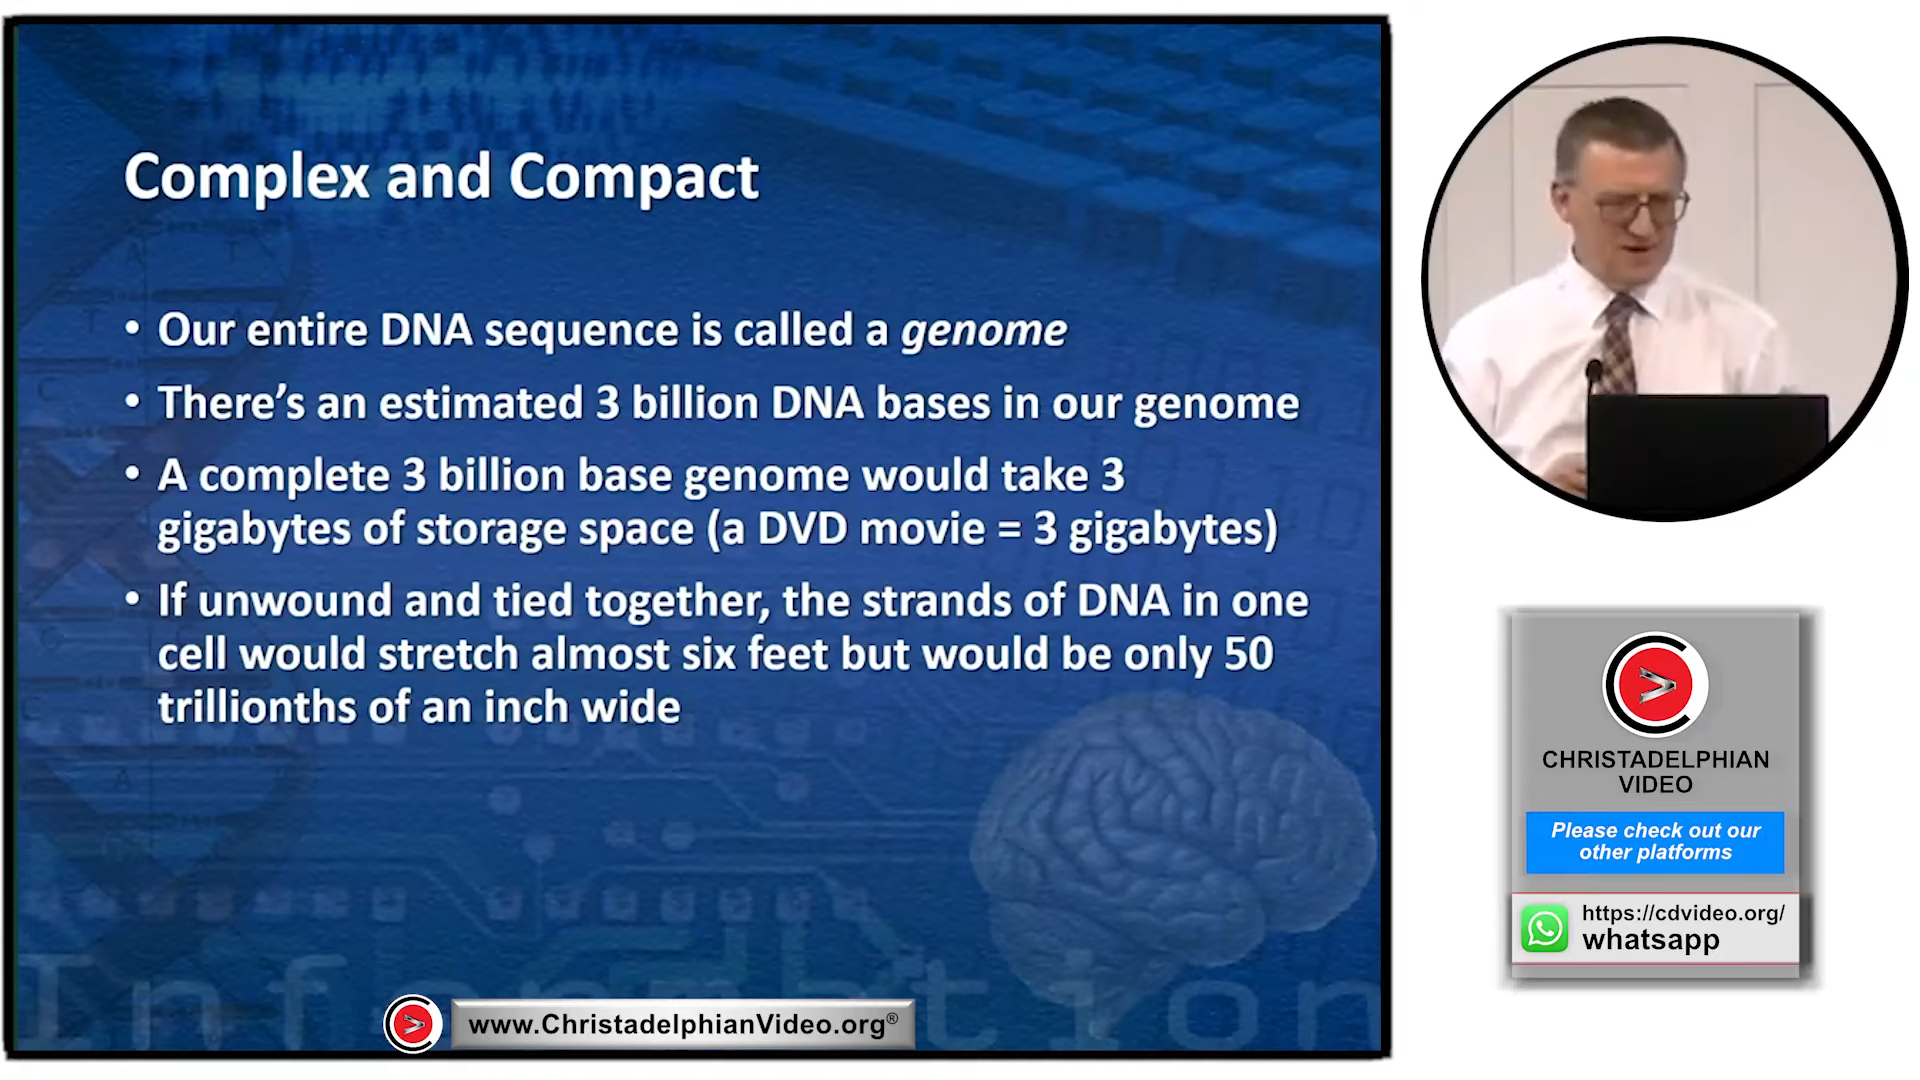 Complex and Compact
• Our entire DNA sequence is called a genome
• There's an estimated 3 billion DNA bases in our genome
• A complete 3 billion base genome would take 3
gigabytes of storage space (a DVD movie = 3 gigabytes)
• If unwound and tied together, the strands of DNA in one
cell would stretch almost six feet but would be only 50
trillionths of an inch wide
www.ChristadelphianVideo.org®
CHRISTADELPHIAN
VIDEO
Please check out our
other platforms
https://cdvideo.org/
whatsapp